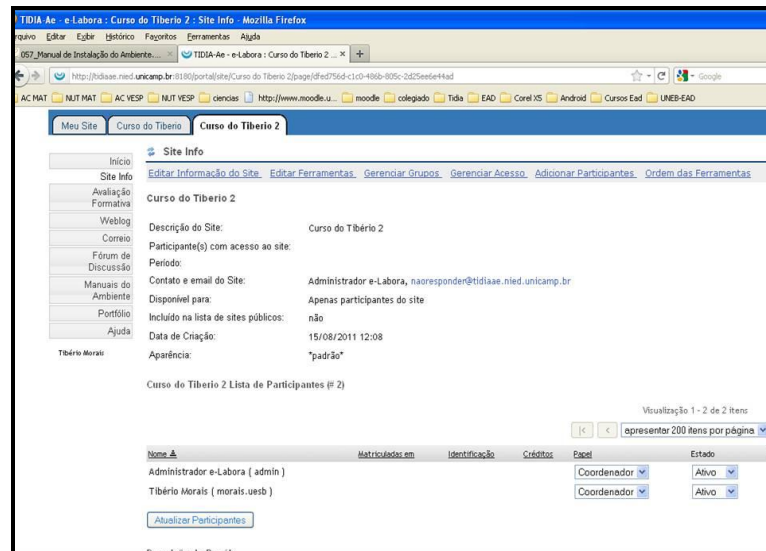 TIDIA-Ae - e-Labora : Curso do Tiberio 2 : Site Info - Mozilla Firefox
rquivo Editar Exibir Histórico Favoritos Ferramentas Ajuda
057_Manual de Instalação do Ambiente.... × TIDIA-Ae - e-Labora : Curso do Tiberio 2 ... × +
http://tidiaae.nied.unicamp.br:8180/portal/site/Curso do Tiberio 2/page/dfed756d-c1c0-486b-805c-2d25ee6e44ad Google
AC MAT NUT MAT AC VESP NUT VESP ciencias http://www.moodle.u... moodle colegiado Tidia EAD Corel X5 Android Cursos Ead UNEB-EAD
Meu Site Curso do Tiberio Curso do Tiberio 2
Início
Site Info
Avaliação
Formativa
Weblog
Correio
Fórum de
Discussão
Manuais do
Ambiente
Portfólio
Ajuda
Tibério Morais
Site Info
Editar Informação do Site Editar Ferramentas Gerenciar Grupos Gerenciar Acesso Adicionar Participantes Ordem das Ferramentas
Curso do Tiberio 2
Descrição do Site: Curso do Tibério 2
Participante(s) com acesso ao site:
Período:
Contato e email do Site: Administrador e-Labora, naoresponder@tidiaae.nied.unicamp.br
Disponível para: Apenas participantes do site
Incluído na lista de sites públicos: não
Data de Criação: 15/08/2011 12:08
Aparência: *padrão*
Curso do Tiberio 2 Lista de Participantes (# 2)
Visualização 1 - 2 de 2 itens
|< < apresentar 200 itens por página
Nome Matriculadas em Identificação Créditos Papel Estado
Administrador e-Labora ( admin ) Coordenador Ativo
Tibério Morais ( morais.uesb ) Coordenador Ativo
Atualizar Participantes